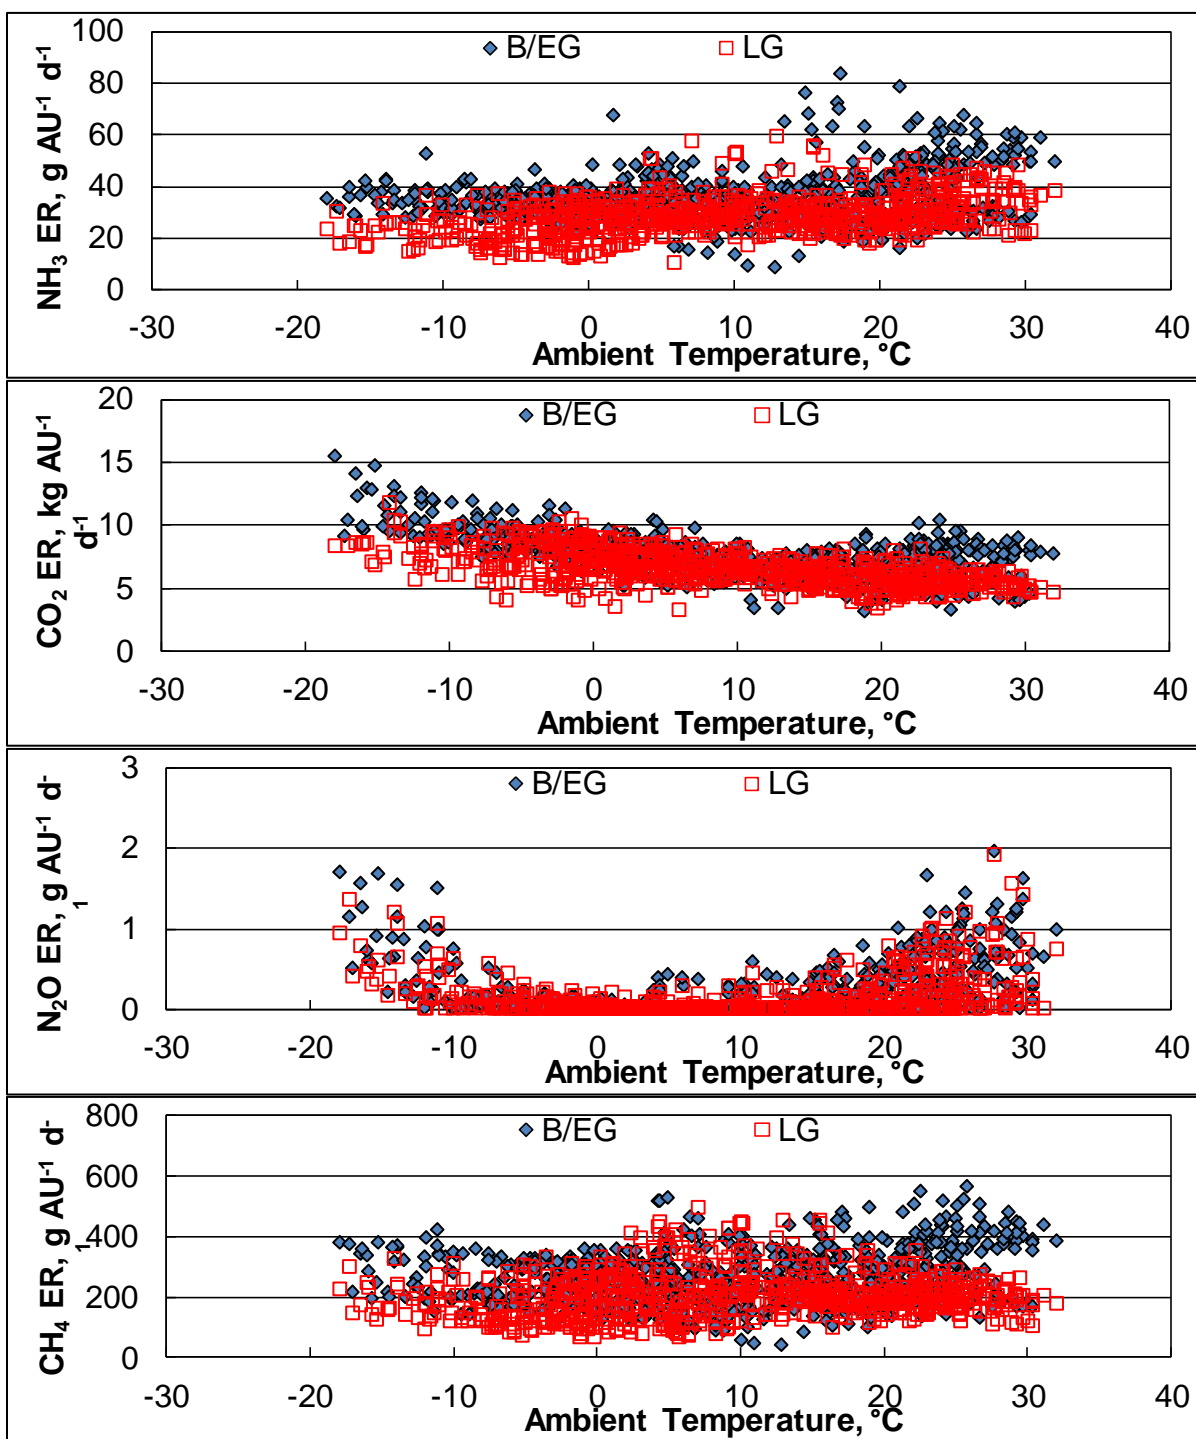 B/EG LG
NH₃ ER, g AU⁻¹ d⁻¹
100
80
60
40
20
0
-30 -20 -10 0 10 20 30 40
Ambient Temperature, °C
B/EG LG
CO₂ ER, kg AU⁻¹
d⁻¹
20
15
10
5
0
-30 -20 -10 0 10 20 30 40
Ambient Temperature, °C
B/EG LG
N₂O ER, g AU⁻¹ d⁻
1
3
2
1
0
-30 -20 -10 0 10 20 30 40
Ambient Temperature, °C
B/EG LG
CH₄ ER, g AU⁻¹ d⁻
1
800
600
400
200
0
-30 -20 -10 0 10 20 30 40
Ambient Temperature, °C